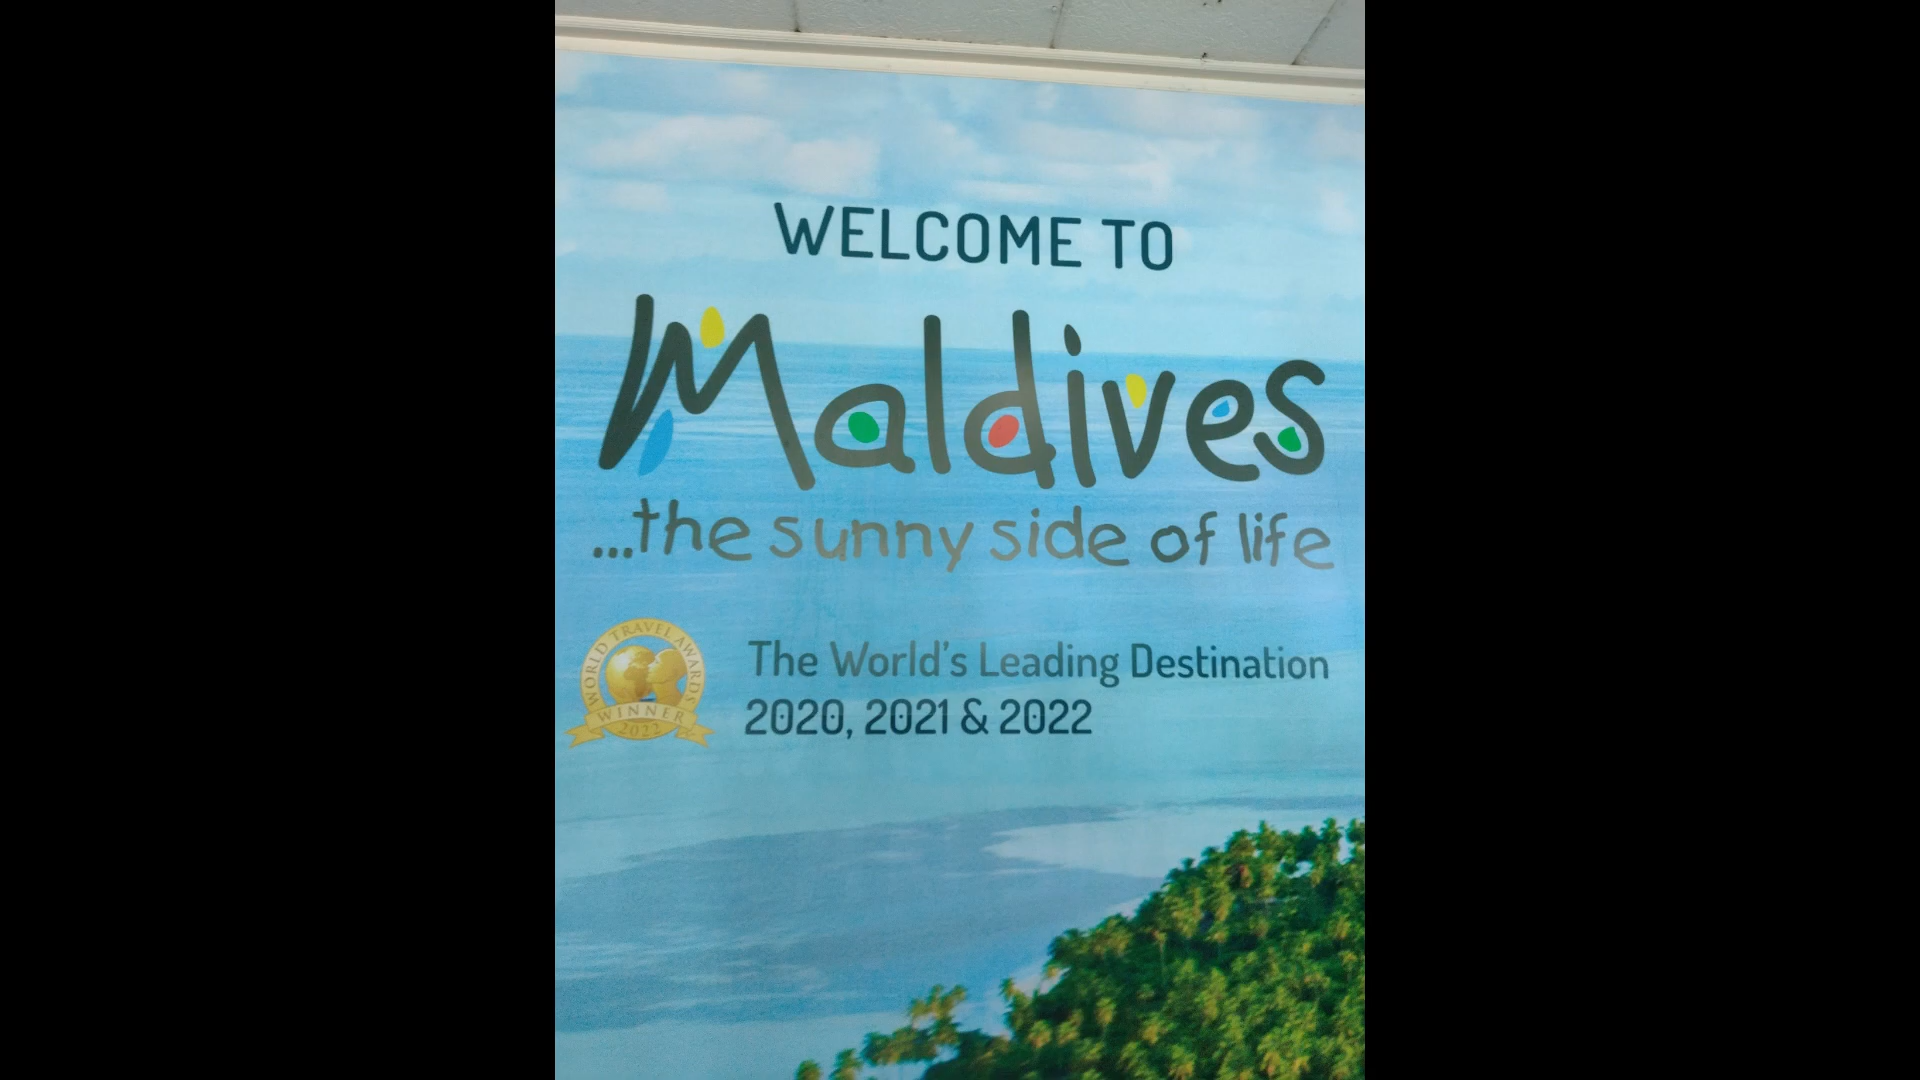 WELCOME TO
Maldives
...the sunny side of life
WORLD TRAVEL AWARDS
WINNER
2022
The World's Leading Destination
2020, 2021 & 2022